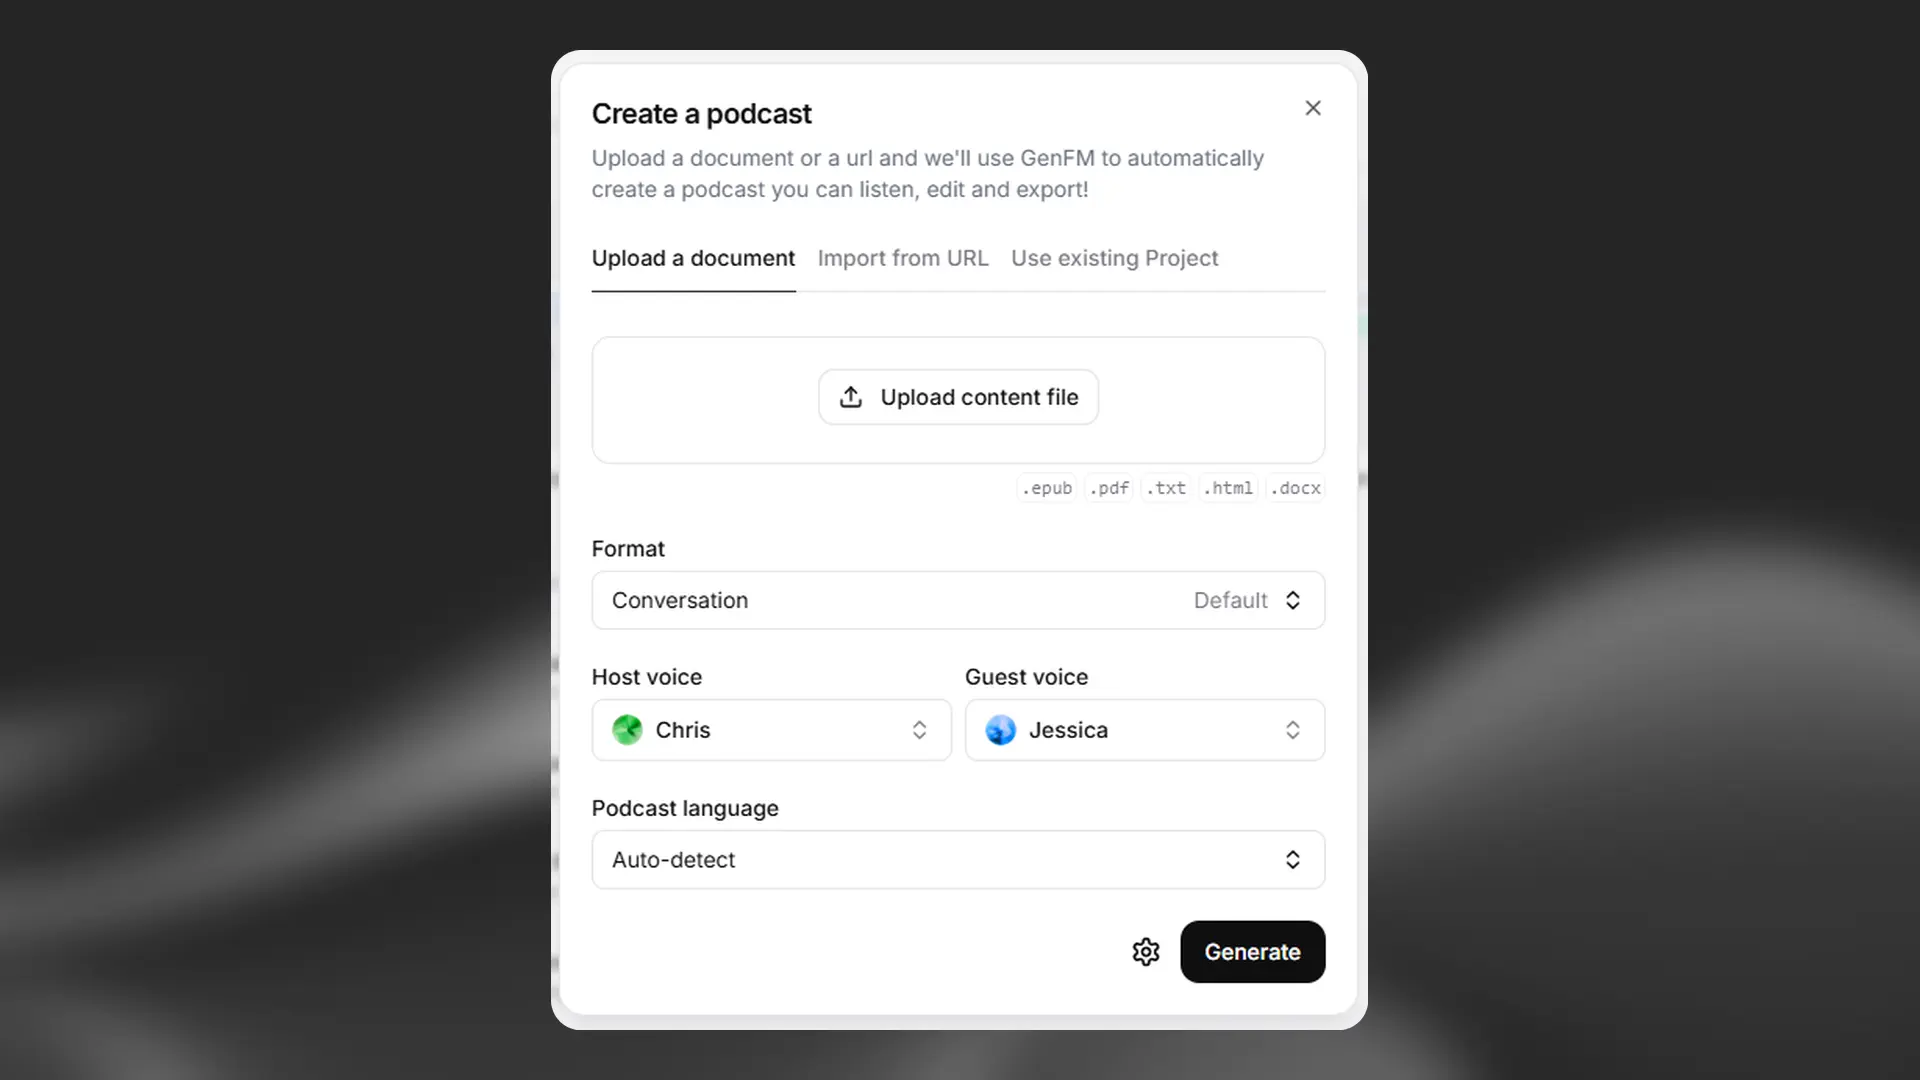 Create a podcast
Upload a document or a url and we'll use GenFM to automatically
create a podcast you can listen, edit and export!
Upload a document Import from URL Use existing Project
Upload content file
.epub .pdf .txt .html .docx
Format
Conversation Default
Host voice Guest voice
Chris Jessica
Podcast language
Auto-detect
Generate